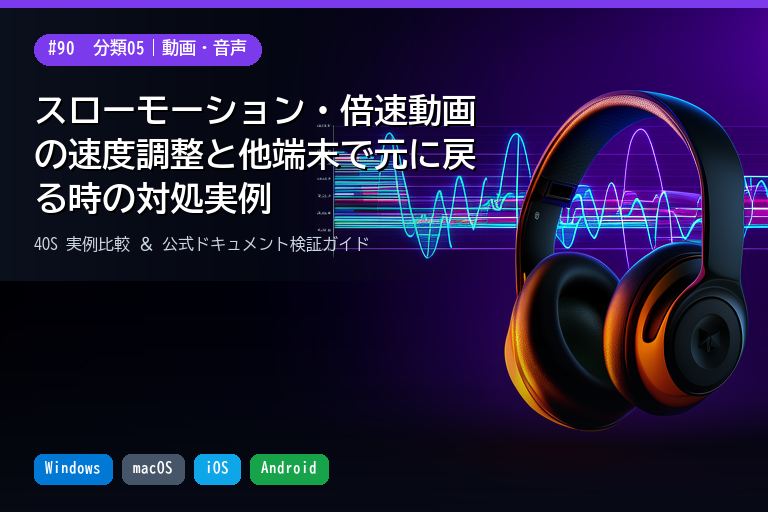 #90 分類05｜動画・音声
スローモーション・倍速動画
の速度調整と他端末で元に戻
る時の対処実例
4OS 実例比較 ＆ 公式ドキュメント検証ガイド
Windows
macOS
iOS
Android